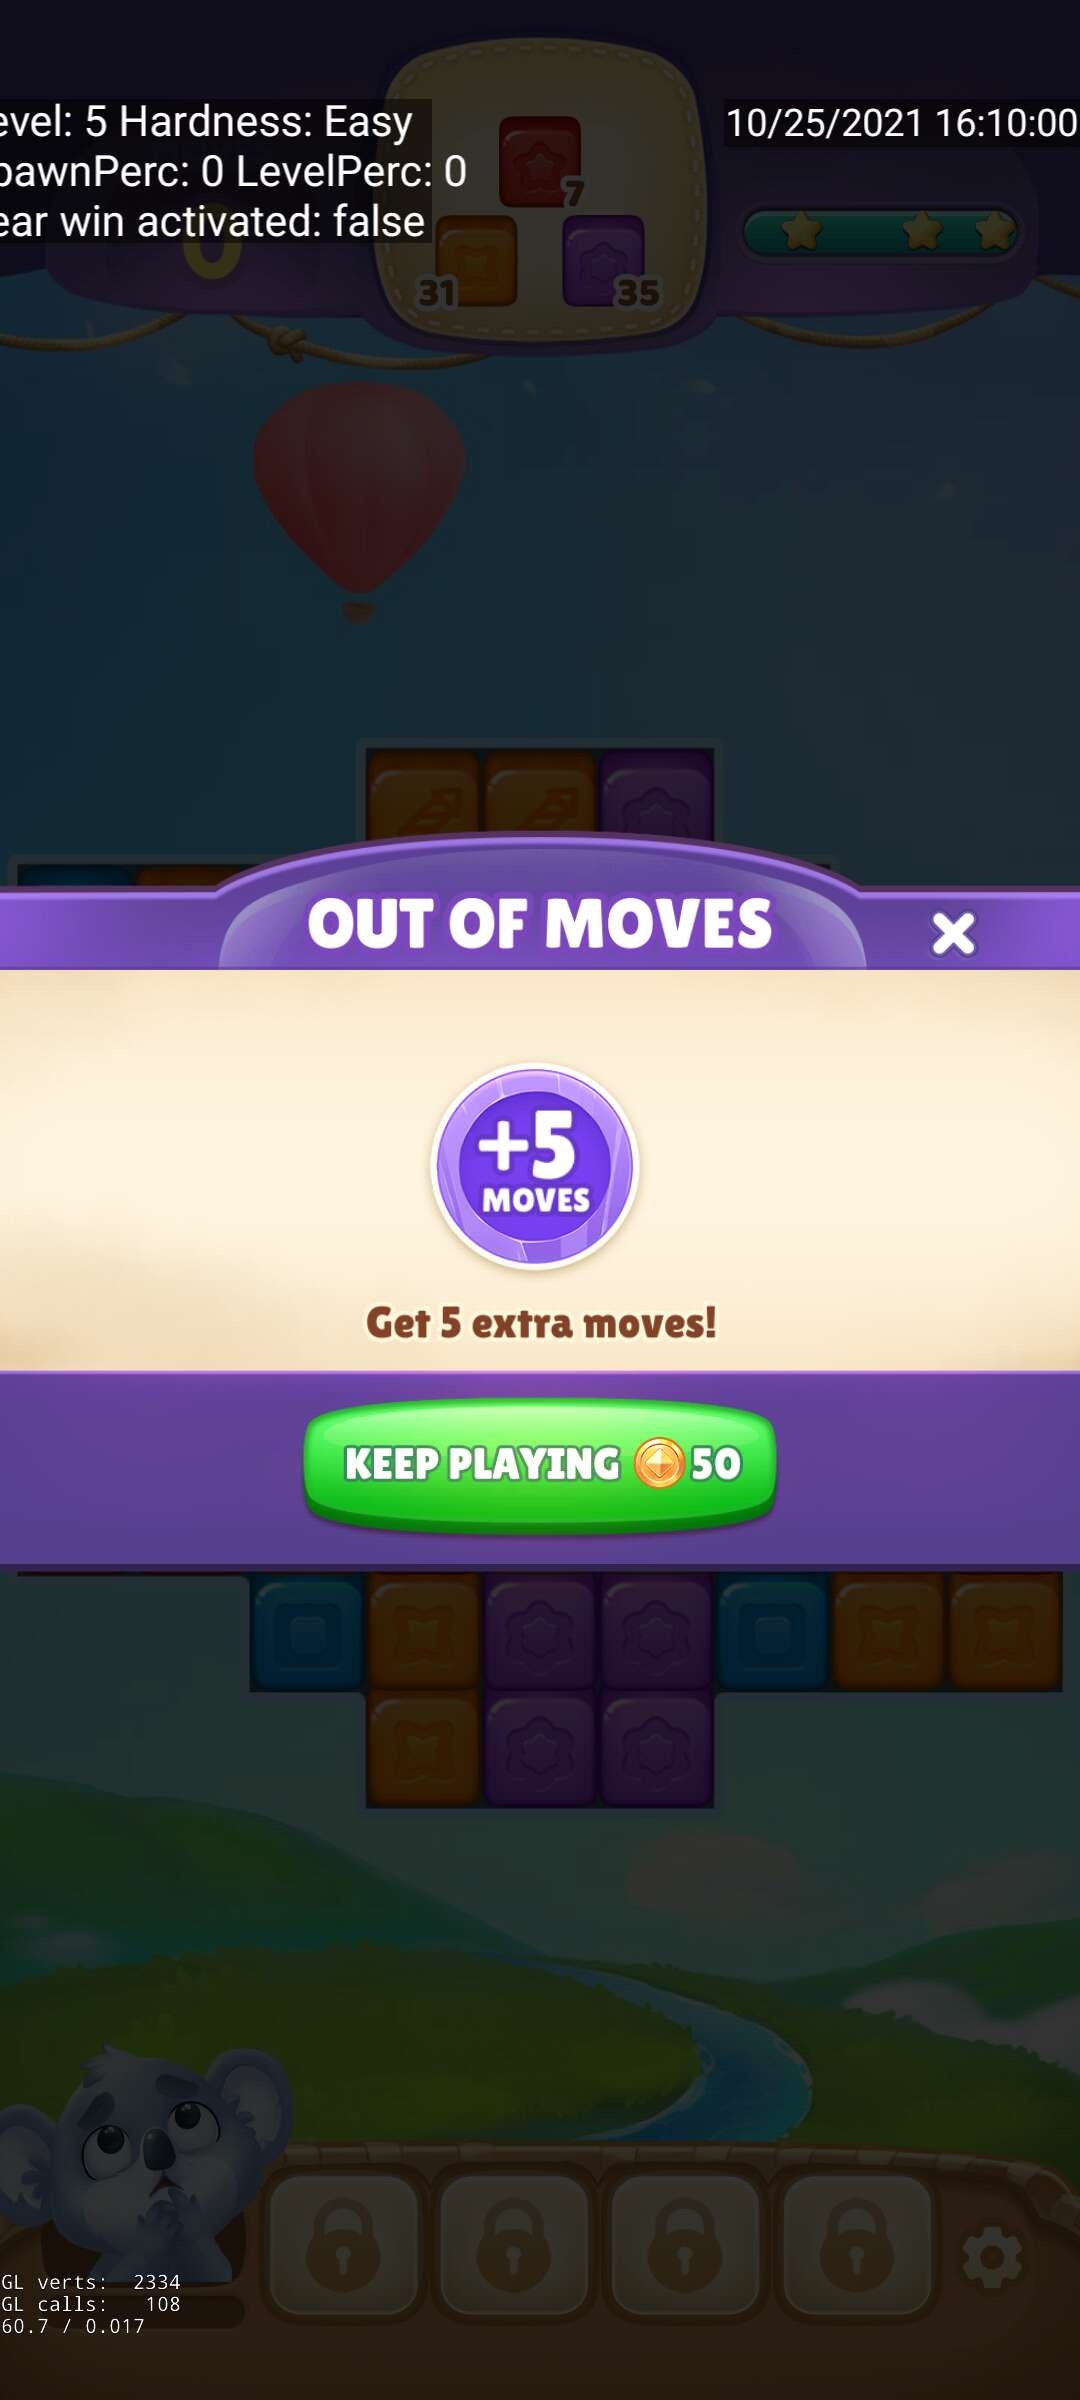 evel: 5 Hardness: Easy
pawnPerc: 0 LevelPerc: 0
ear win activated: false
10/25/2021 16:10:00
0
7
31
35
OUT OF MOVES
+5
MOVES
Get 5 extra moves!
KEEP PLAYING 50
GL verts: 2334
GL calls: 108
60.7 / 0.017